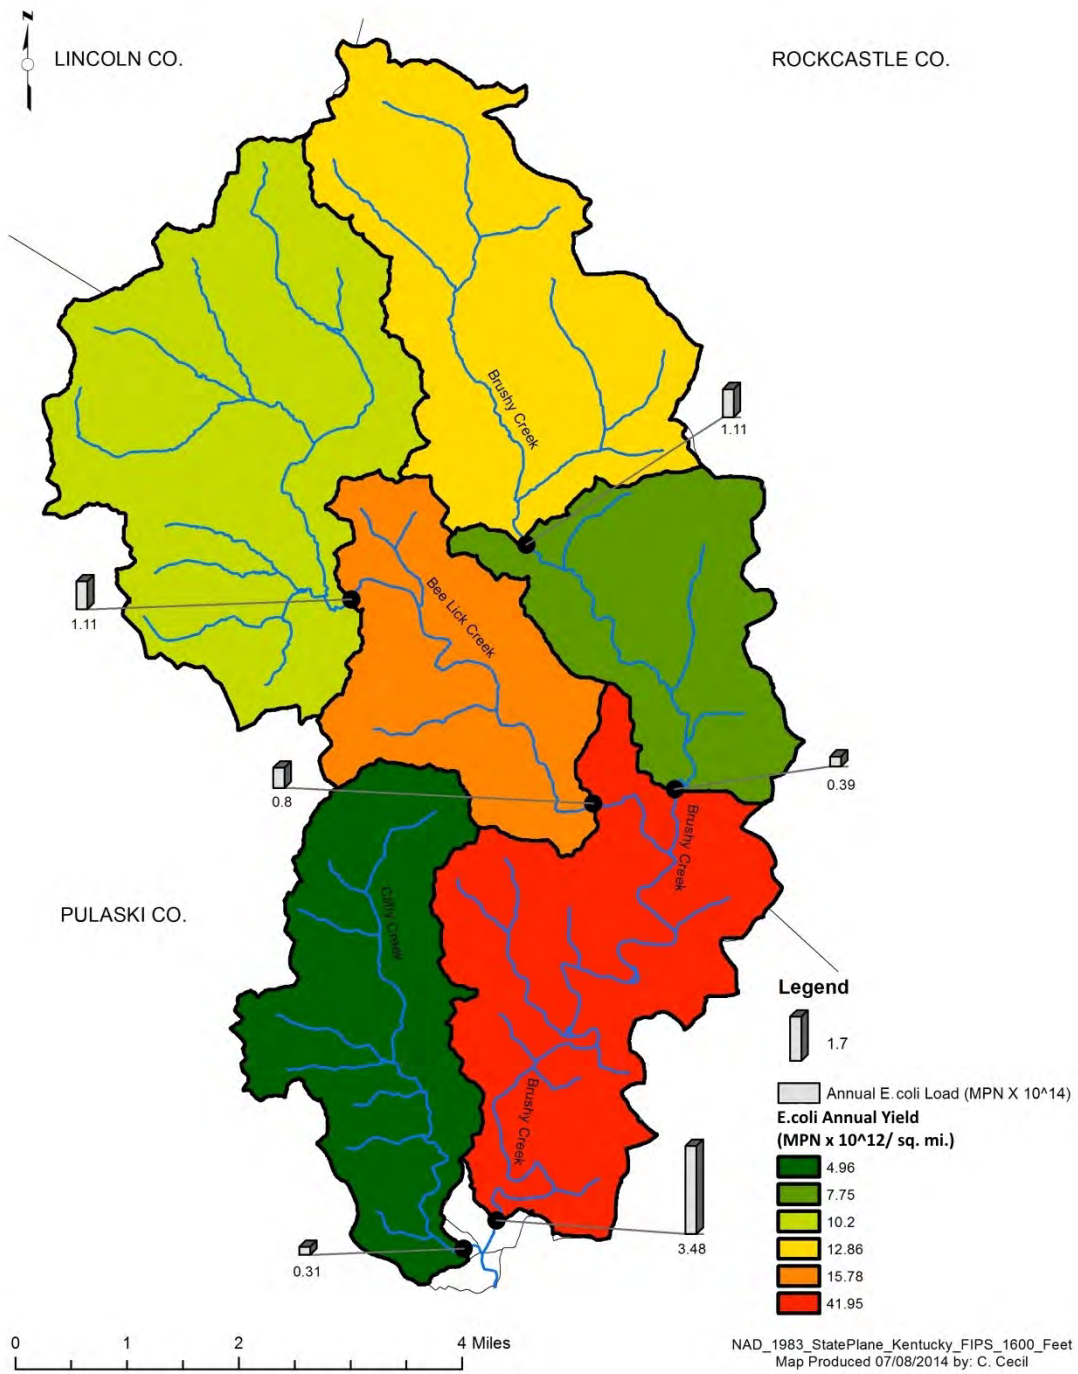 N
LINCOLN CO.
ROCKCASTLE CO.
Brushy Creek
1.11
Bee Lick Creek
1.11
0.8
0.39
Brushy Creek
Clifty Creek
PULASKI CO.
Legend
1.7
Annual E.coli Load (MPN X 10^14)
E.coli Annual Yield
(MPN x 10^12/ sq. mi.)
4.96
7.75
10.2
12.86
15.78
41.95
Brushy Creek
3.48
0.31
0 1 2 4 Miles
NAD_1983_StatePlane_Kentucky_FIPS_1600_Feet
Map Produced 07/08/2014 by: C. Cecil